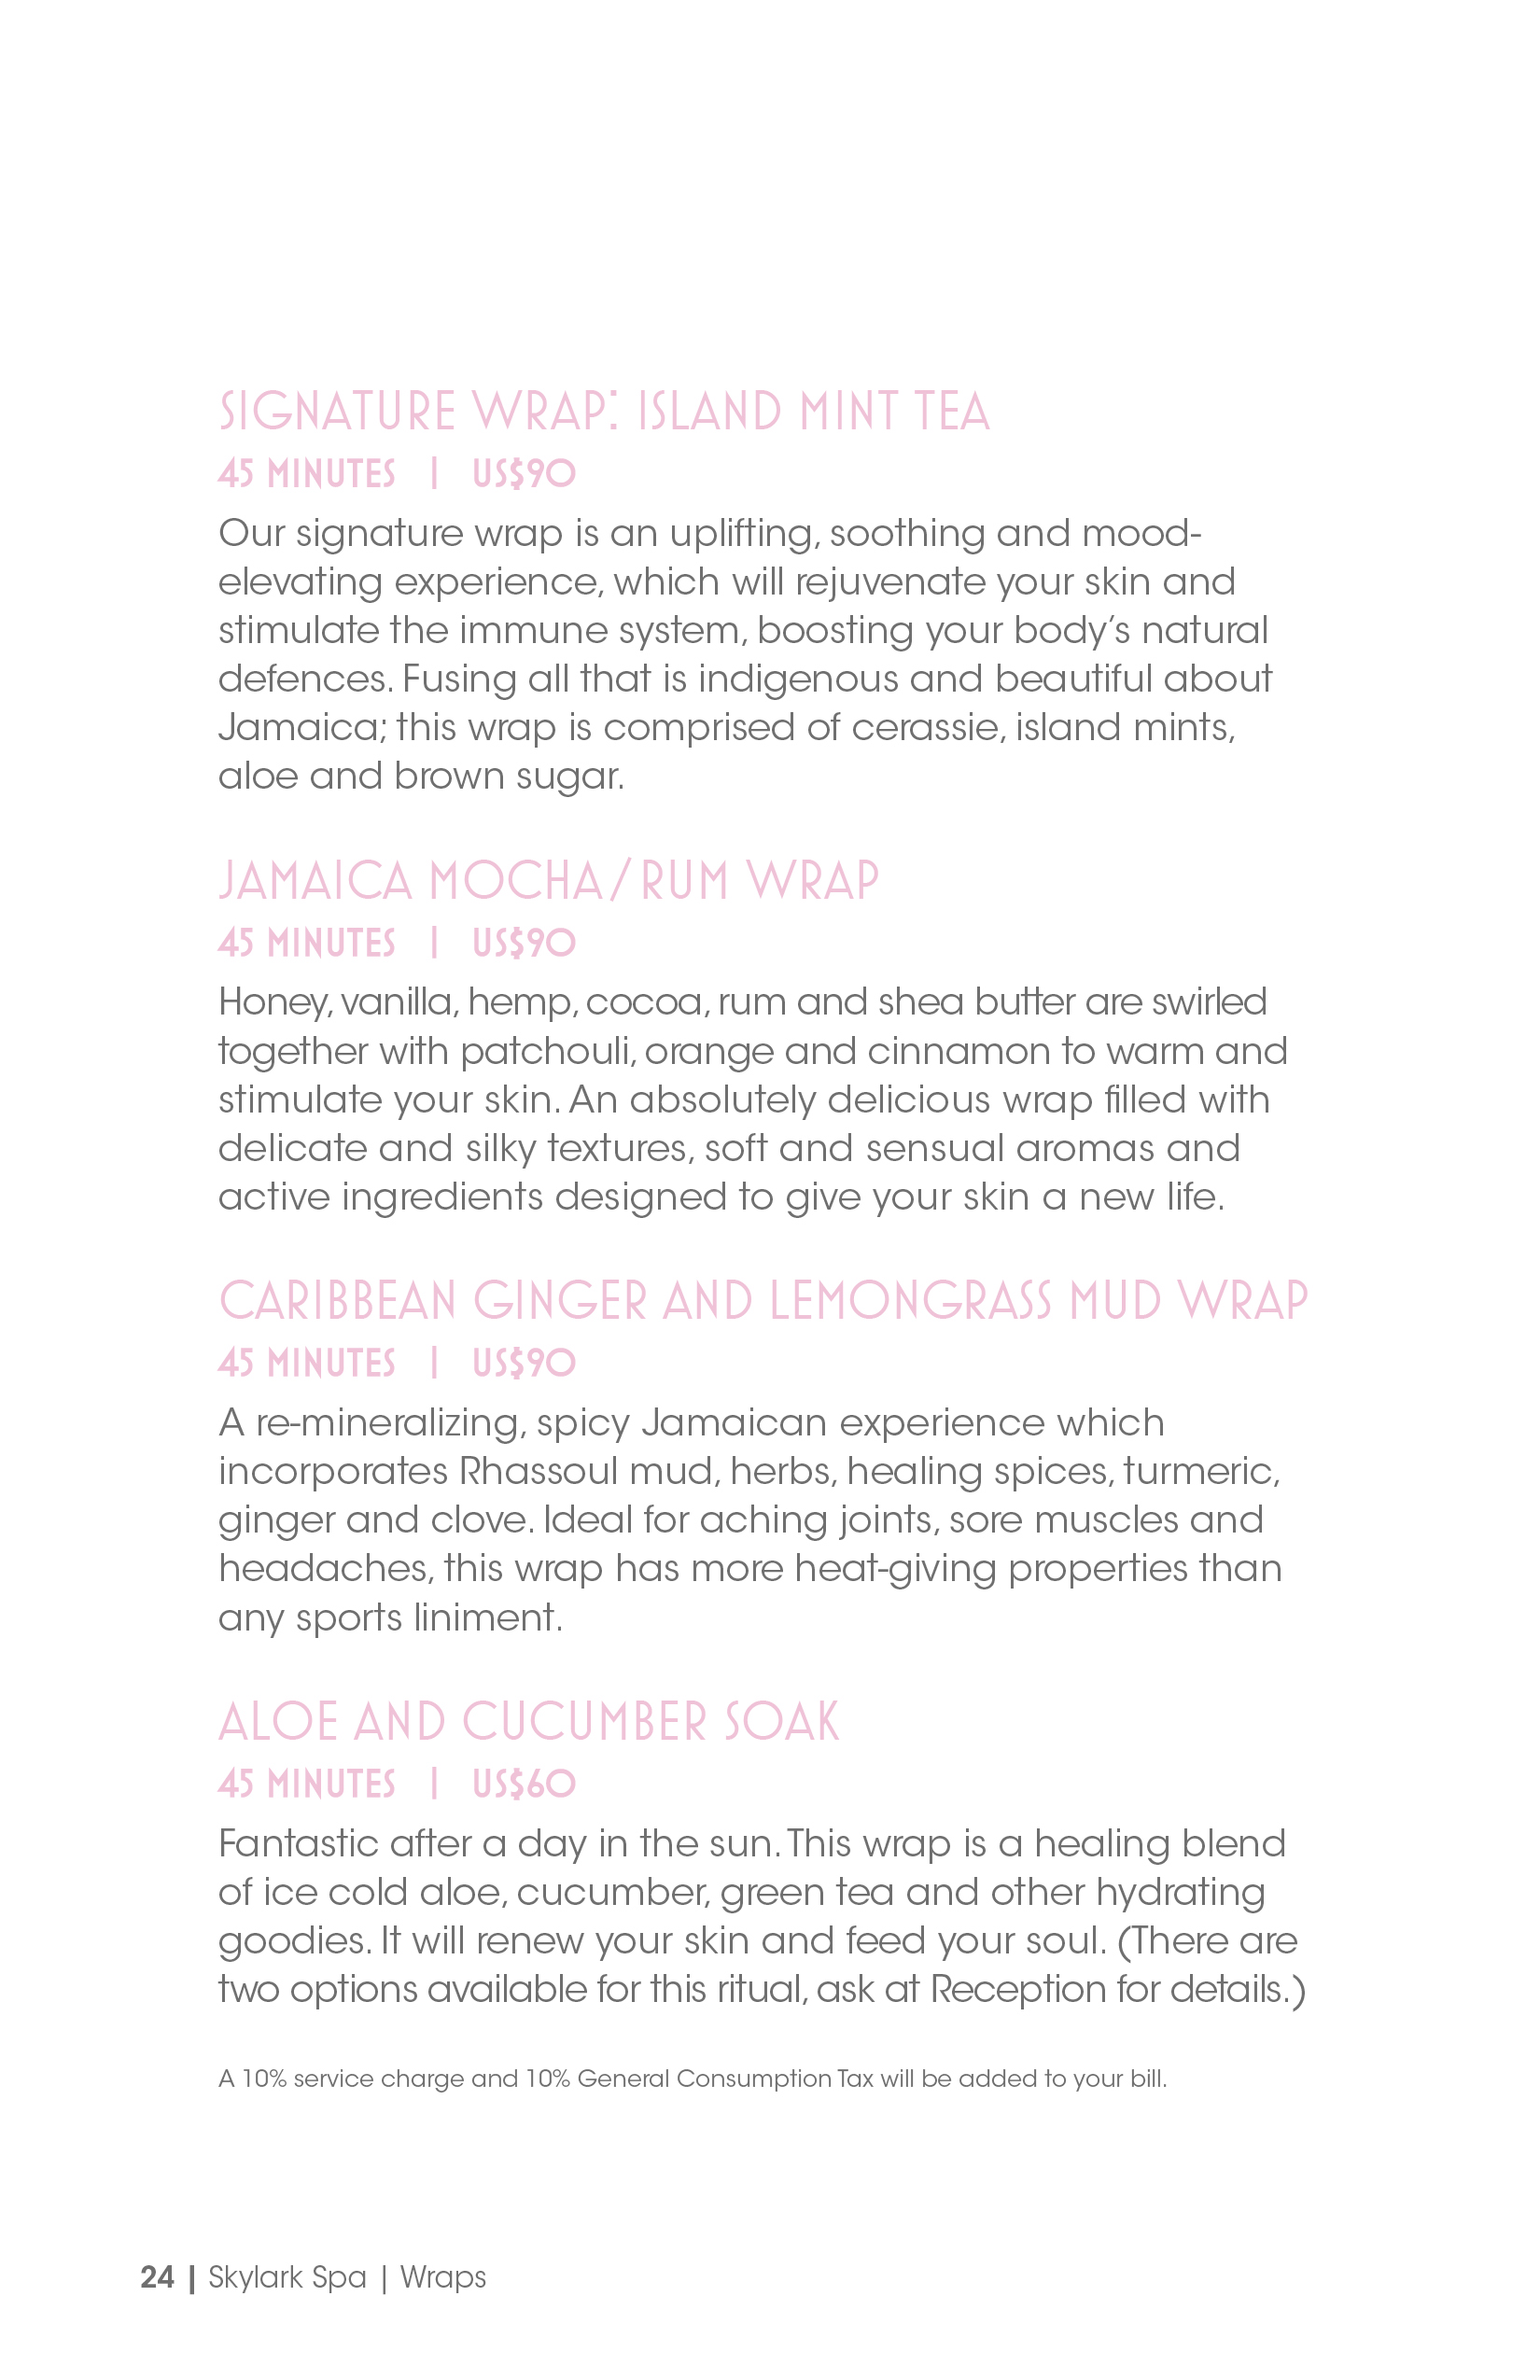 SIGNATURE WRAP: ISLAND MINT TEA
45 MINUTES | US$90
Our signature wrap is an uplifting, soothing and mood-
elevating experience, which will rejuvenate your skin and
stimulate the immune system, boosting your body’s natural
defences. Fusing all that is indigenous and beautiful about
Jamaica; this wrap is comprised of cerassie, island mints,
aloe and brown sugar.
JAMAICA MOCHA/RUM WRAP
45 MINUTES | US$90
Honey, vanilla, hemp, cocoa, rum and shea butter are swirled
together with patchouli, orange and cinnamon to warm and
stimulate your skin. An absolutely delicious wrap filled with
delicate and silky textures, soft and sensual aromas and
active ingredients designed to give your skin a new life.
CARIBBEAN GINGER AND LEMONGRASS MUD WRAP
45 MINUTES | US$90
A re-mineralizing, spicy Jamaican experience which
incorporates Rhassoul mud, herbs, healing spices, turmeric,
ginger and clove. Ideal for aching joints, sore muscles and
headaches, this wrap has more heat-giving properties than
any sports liniment.
ALOE AND CUCUMBER SOAK
45 MINUTES | US$60
Fantastic after a day in the sun. This wrap is a healing blend
of ice cold aloe, cucumber, green tea and other hydrating
goodies. It will renew your skin and feed your soul. (There are
two options available for this ritual, ask at Reception for details.)
A 10% service charge and 10% General Consumption Tax will be added to your bill.
24 | Skylark Spa | Wraps